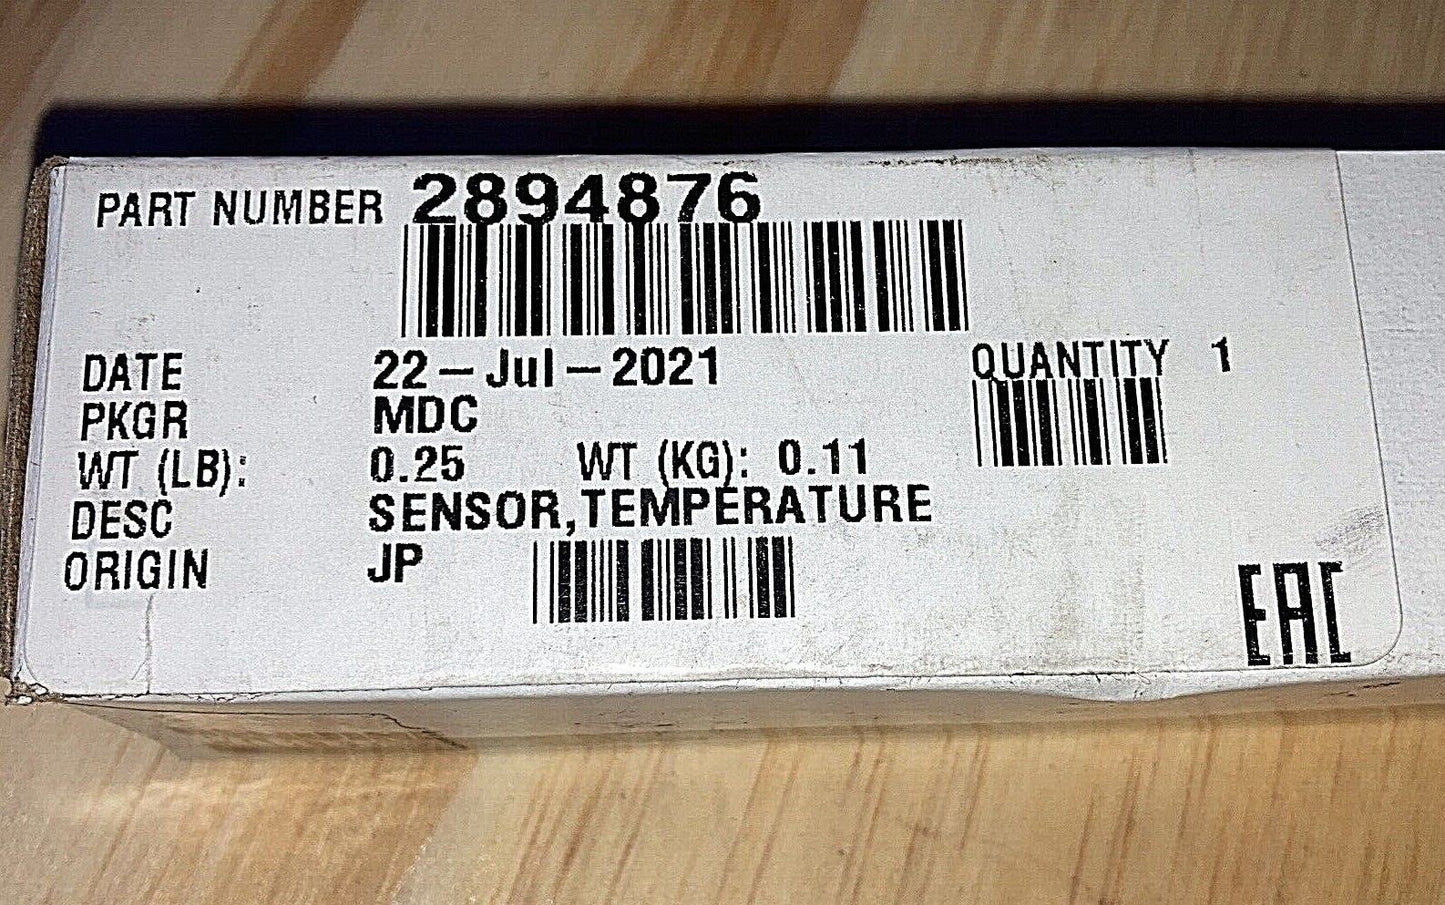 PART NUMBER 2894876
DATE 22-Jul-2021 QUANTITY 1
PKGR MDC
WT (LB): 0.25 WT (KG): 0.11
DESC SENSOR,TEMPERATURE
ORIGIN JP
EAC